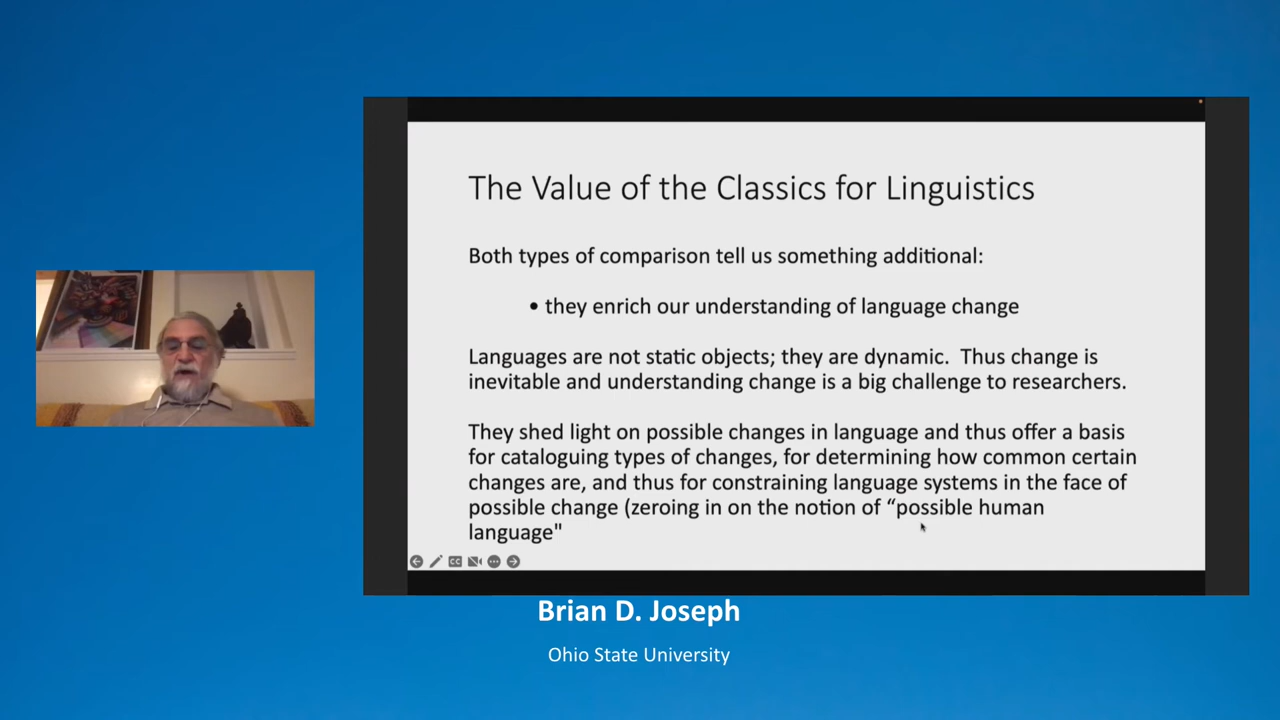 The Value of the Classics for Linguistics
Both types of comparison tell us something additional:
• they enrich our understanding of language change
Languages are not static objects; they are dynamic.  Thus change is
inevitable and understanding change is a big challenge to researchers.
They shed light on possible changes in language and thus offer a basis
for cataloguing types of changes, for determining how common certain
changes are, and thus for constraining language systems in the face of
possible change (zeroing in on the notion of “possible human
language"
CC
Brian D. Joseph
Ohio State University